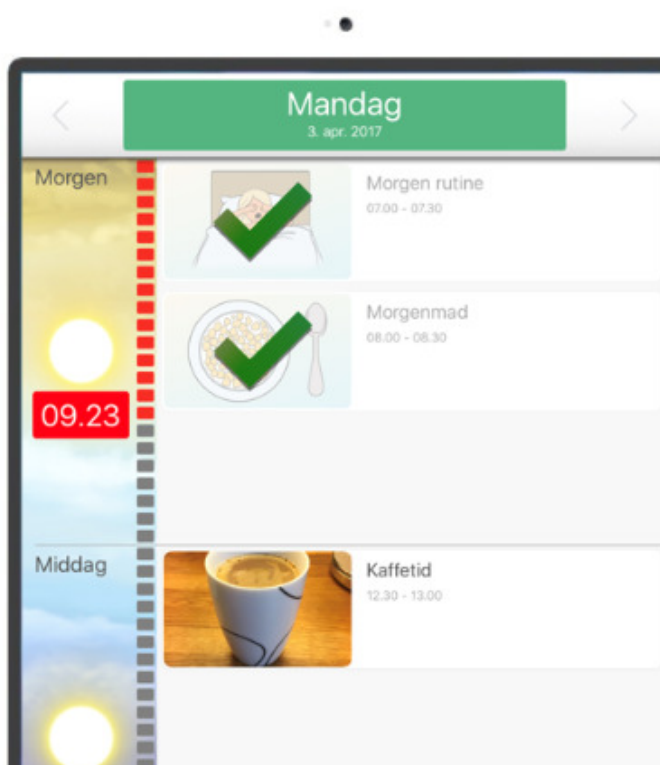 Mandag
3. apr. 2017
Morgen
Morgen rutine
07.00 - 07.30
Morgenmad
08.00 - 08.30
09.23
Middag
Kaffetid
12.30 - 13.00